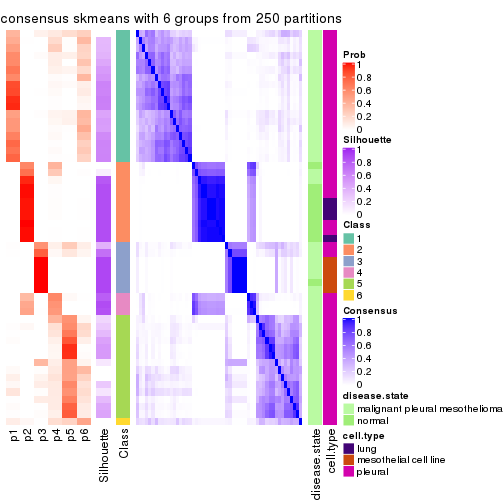 consensus skmeans with 6 groups from 250 partitions
Prob
1
0.8
0.6
0.4
0.2
0
Silhouette
1
0.8
0.6
0.4
0.2
0
Class
1
2
3
4
5
6
Consensus
1
0.8
0.6
0.4
0.2
0
disease.state
malignant pleural mesothelioma
normal
cell.type
lung
mesothelial cell line
pleural
p1
p2
p3
p4
p5
p6
Silhouette
Class
disease.state
cell.type